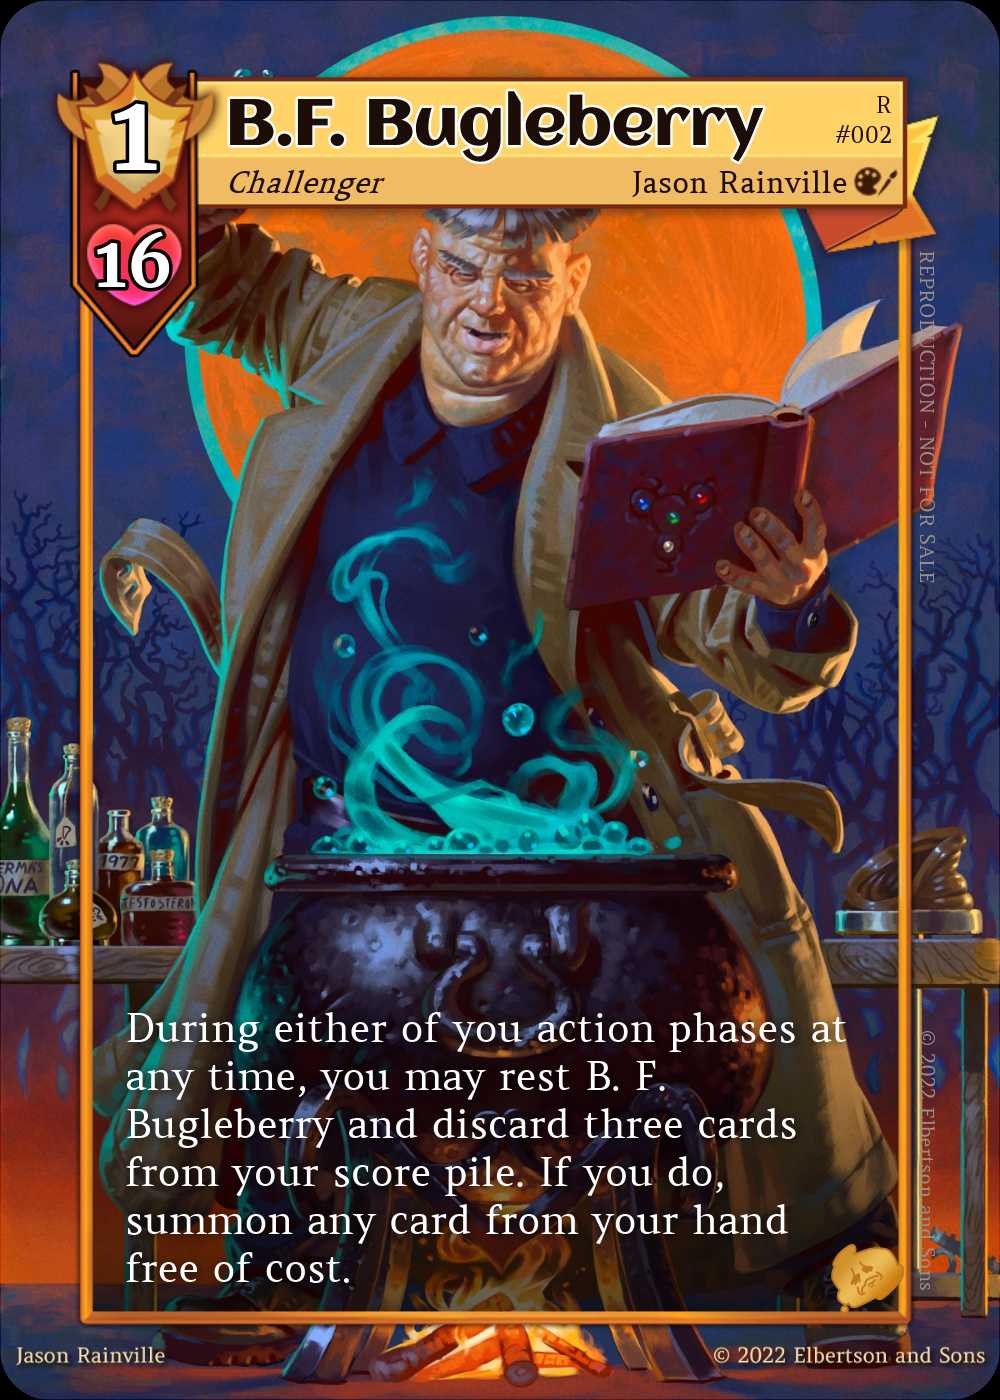 1
B.F. Bugleberry
R
#002
Challenger
Jason Rainville
16
REPRODUCTION - NOT FOR SALE
1977
During either of you action phases at
any time, you may rest B. F.
Bugleberry and discard three cards
from your score pile. If you do,
summon any card from your hand
free of cost.
© 2022 Elbertson and Sons
Jason Rainville
© 2022 Elbertson and Sons